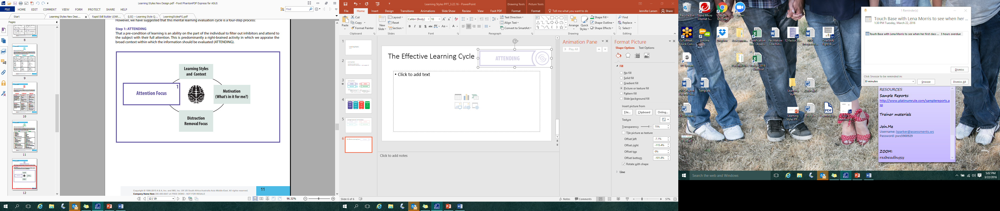 Learning Styles New Design.pdf - Foxit PhantomPDF Express for ASUS
FILE HOME EDIT COMMENT VIEW FORM PROTECT SHARE HELP
Find
Start
Learning Styles New Desi...
Rapid Skill Builder LEAR...
(LSI) -- Learning Style Q...
LearningStylesFG.pdf
Pages
8
9
10
11
12
However, we have suggested that this mental learning evaluation cycle is a four-step process:
Step 1: ATTENDING
That a pre-condition of learning is an ability on the part of the individual to filter out inhibitors and attend to
the subject with their full attention. This is predominantly a right-brained activity in which we appraise the
broad context within which the information should be evaluated (ATTENDING).
Learning Styles
and Context
1
Attention Focus
Motivation
(What's in it for me?)
Distraction
Removal Focus
Copyright © 1996-2015 A & A, Inc. and IMX, Inc. UK US South Africa Australia Asia Middle-East. All rights reserved.
Company Name Here 206-400-6647 x4 FREE DEMO - NOT FOR RESALE
11
12 / 19
96.32%
Learning Styles PPT_3.22.16 - PowerPoint
Drawing Tools
Picture Tools
File Home Insert Design Transitions Animations Slide Show Review View Foxit PDF Format Format Tell me what you want to do
Jennifer Larsen Share
Paste
Cut
Copy
Format Painter
Clipboard
New
Slide
Layout
Reset
Section
Slides
Calibri (Body) 18
Font
Paragraph
Text Direction
Align Text
Convert to SmartArt
Arrange
Quick
Styles
Shape Fill
Shape Outline
Shape Effects
Drawing
Find
Replace
Select
Editing
1
2
3
4
5
6
The Effective Learning Cycle
ATTENDING
• Click to add text
Click to add notes
Animation Pane
Play All
Format Picture
Shape Options Text Options
Fill
No fill
Solid fill
Gradient fill
Picture or texture fill
Pattern fill
Slide background fill
Insert picture from
File... Clipboard Online...
Texture
Transparency 75%
Tile picture as texture
Offset left -7.1%
Offset right -115.4%
Offset top 0%
Offset bottom -101.8%
Rotate with shape
Line
Slide 6 of 6
Notes Comments
57%
Recycle Bin
Trend Micro
Internet S...
Google
Chrome
Zoom
GoToMeet...
Quick Con...
join.me
Dropbox
Assessmen...
Certification
List - Asses...
Facilitation
Coachin...
12-factor_e...
DISC
Integrated ...
OverShift,
Tight & ...
VT System
Personal Files
Budget 2016
- Shortcut
DISC Report
Debrief Gu...
Template
Learning
Style
Coursebk
DISCMaster...
Learning
Styles PP...
instgde
LearningSty...
(LSI)
Learning St...
Picture1
1 Reminder(s)
Touch Base with Lena Morris to see when her ...
1:30 PM Tuesday, March 22, 2016
Touch Base with Lena Morris to see when her first class ... 3 hours overdue
Dismiss
Click Snooze to be reminded in:
30 minutes
Snooze
Dismiss All
RESOURCES
Sample Reports:
http://www.platinumrule.com/samplereports.a
sp
Trainer materials
Join.Me
Username: bparker@assessments.ws
Password: pws5900929
ZOOM:
redheadbugsy
Search the web and Windows
5:02 PM
3/22/2016